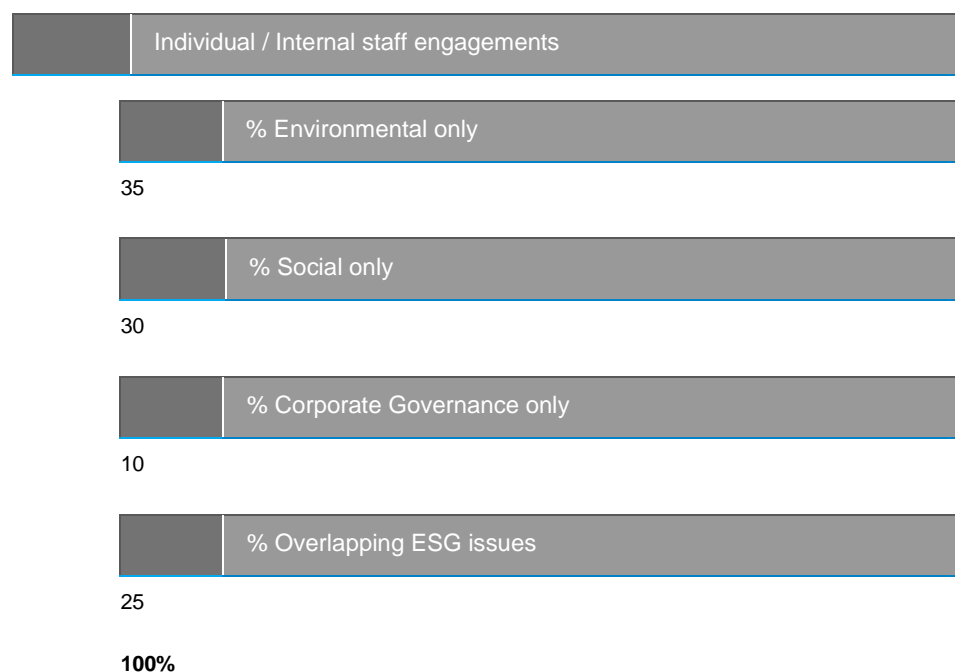 Individual / Internal staff engagements
% Environmental only
35
% Social only
30
% Corporate Governance only
10
% Overlapping ESG issues
25
100%